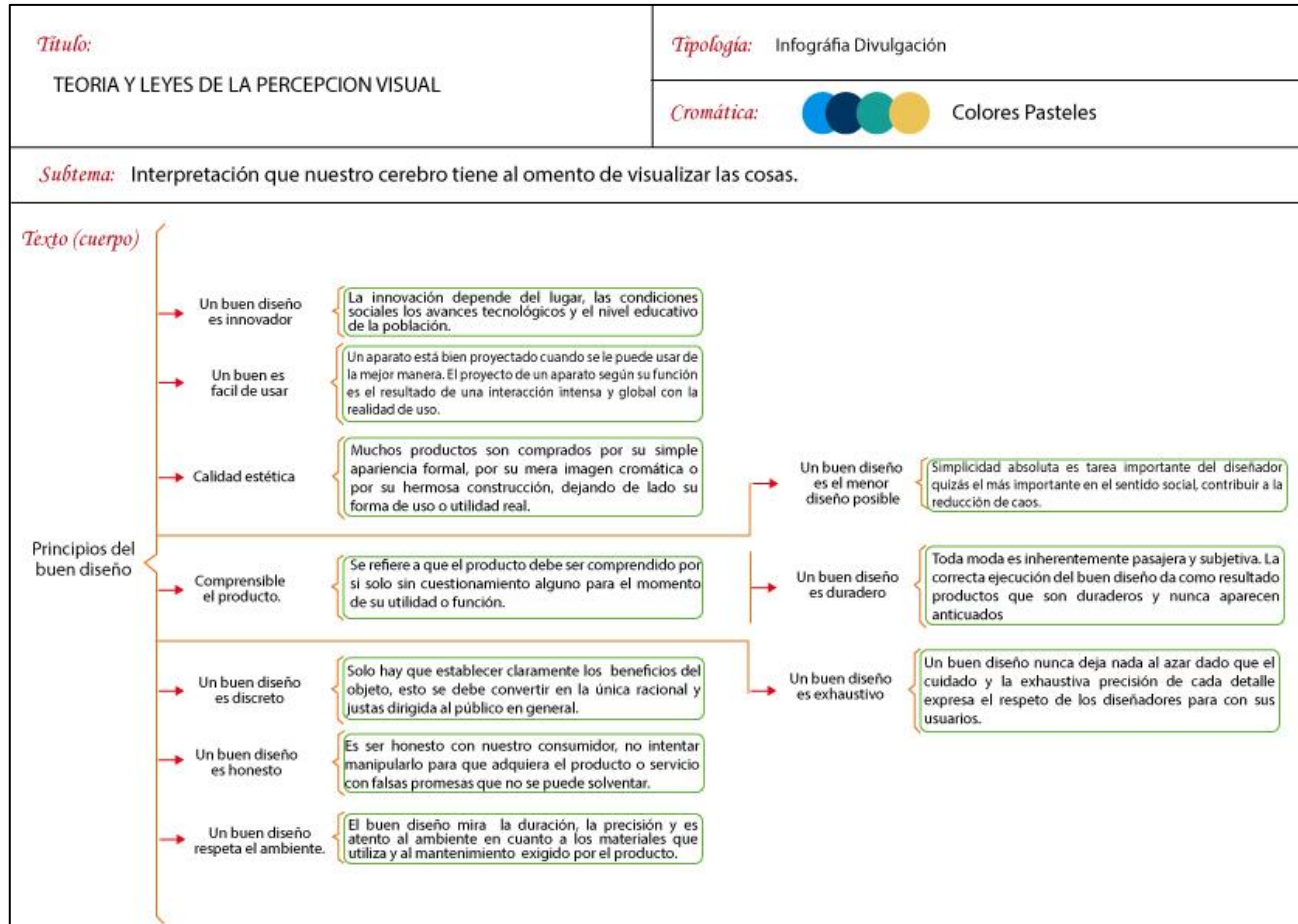 Título:
TEORIA Y LEYES DE LA PERCEPCION VISUAL
Tipología: Infográfia Divulgación
Cromática: Colores Pasteles
Subtema: Interpretación que nuestro cerebro tiene al omento de visualizar las cosas.
Texto (cuerpo)
Principios del
buen diseño
Un buen diseño
es innovador
La innovación depende del lugar, las condiciones
sociales los avances tecnológicos y el nivel educativo
de la población.
Un buen es
facil de usar
Un aparato está bien proyectado cuando se le puede usar de
la mejor manera. El proyecto de un aparato según su función
es el resultado de una interacción intensa y global con la
realidad de uso.
Calidad estética
Muchos productos son comprados por su simple
apariencia formal, por su mera imagen cromática o
por su hermosa construcción, dejando de lado su
forma de uso o utilidad real.
Comprensible
el producto.
Se refiere a que el producto debe ser comprendido por
si solo sin cuestionamiento alguno para el momento
de su utilidad o función.
Un buen diseño
es discreto
Solo hay que establecer claramente los beneficios del
objeto, esto se debe convertir en la única racional y
justas dirigida al público en general.
Un buen diseño
es honesto
Es ser honesto con nuestro consumidor, no intentar
manipularlo para que adquiera el producto o servicio
con falsas promesas que no se puede solventar.
Un buen diseño
respeta el ambiente.
El buen diseño mira la duración, la precisión y es
atento al ambiente en cuanto a los materiales que
utiliza y al mantenimiento exigido por el producto.
Un buen diseño
es el menor
diseño posible
Simplicidad absoluta es tarea importante del diseñador
quizás el más importante en el sentido social, contribuir a la
reducción de caos.
Un buen diseño
es duradero
Toda moda es inherentemente pasajera y subjetiva. La
correcta ejecución del buen diseño da como resultado
productos que son duraderos y nunca aparecen
anticuados
Un buen diseño
es exhaustivo
Un buen diseño nunca deja nada al azar dado que el
cuidado y la exhaustiva precisión de cada detalle
expresa el respeto de los diseñadores para con sus
usuarios.